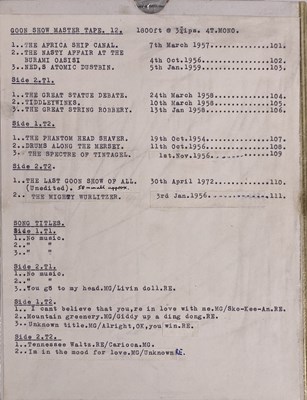 GOON SHOW MASTER TAPE. 12. 1800ft @ 3¾ips. 4T.MONO.
Side 1.T1.
1..THE AFRICA SHIP CANAL. 7th March 1957..............101.
2..THE NASTY AFFAIR AT THE
BURAMI OASIS! 4th Oct.1956................102.
3..NED,S ATOMIC DUSTBIN. 5th Jan.1959................103.
Side 2.T1.
1..THE GREAT STATUE DEBATE. 24th March 1958.............104.
2..TIDDLEYWINKS. 10th March 1958.............105.
3..THE GREAT STRING ROBBERY. 13th Jan 1958...............106.
Side 1.T2.
1..THE PHANTOM HEAD SHAVER. 19th Oct.1954...............107.
2..DRUMS ALONG THE MERSEY. 11th Oct.1956...............108.
3.. THE SPECTRE OF TINTAGEL. 1st.Nov.1956.............109
Side 2.T2.
1..THE LAST GOON SHOW OF ALL. 30th April 1972.............110.
(Unedited).
2.. THE MIGHTY WURLITZER. 3rd Jan.1956..............111.
SONG TITLES.
Side 1.T1.
1..No music.
2.." "
3.." "
Side 2.T1.
1..No music.
2.." "
3..You go to my head.MG/Livin doll.RE.
Side 1.T2.
1.. I cant believe that you,re in love with me.MG/Sko-Kee-An.RE.
2..Mountain greenery.MG/Giddy up a ding dong.RE.
3..Unknown title.MG/Alright,OK,you win.RE.
Side 2.T2.
1..Tennessee Waltz.RE/Carioca.MG.
2..Im in the mood for love.MG/Unknown RE.